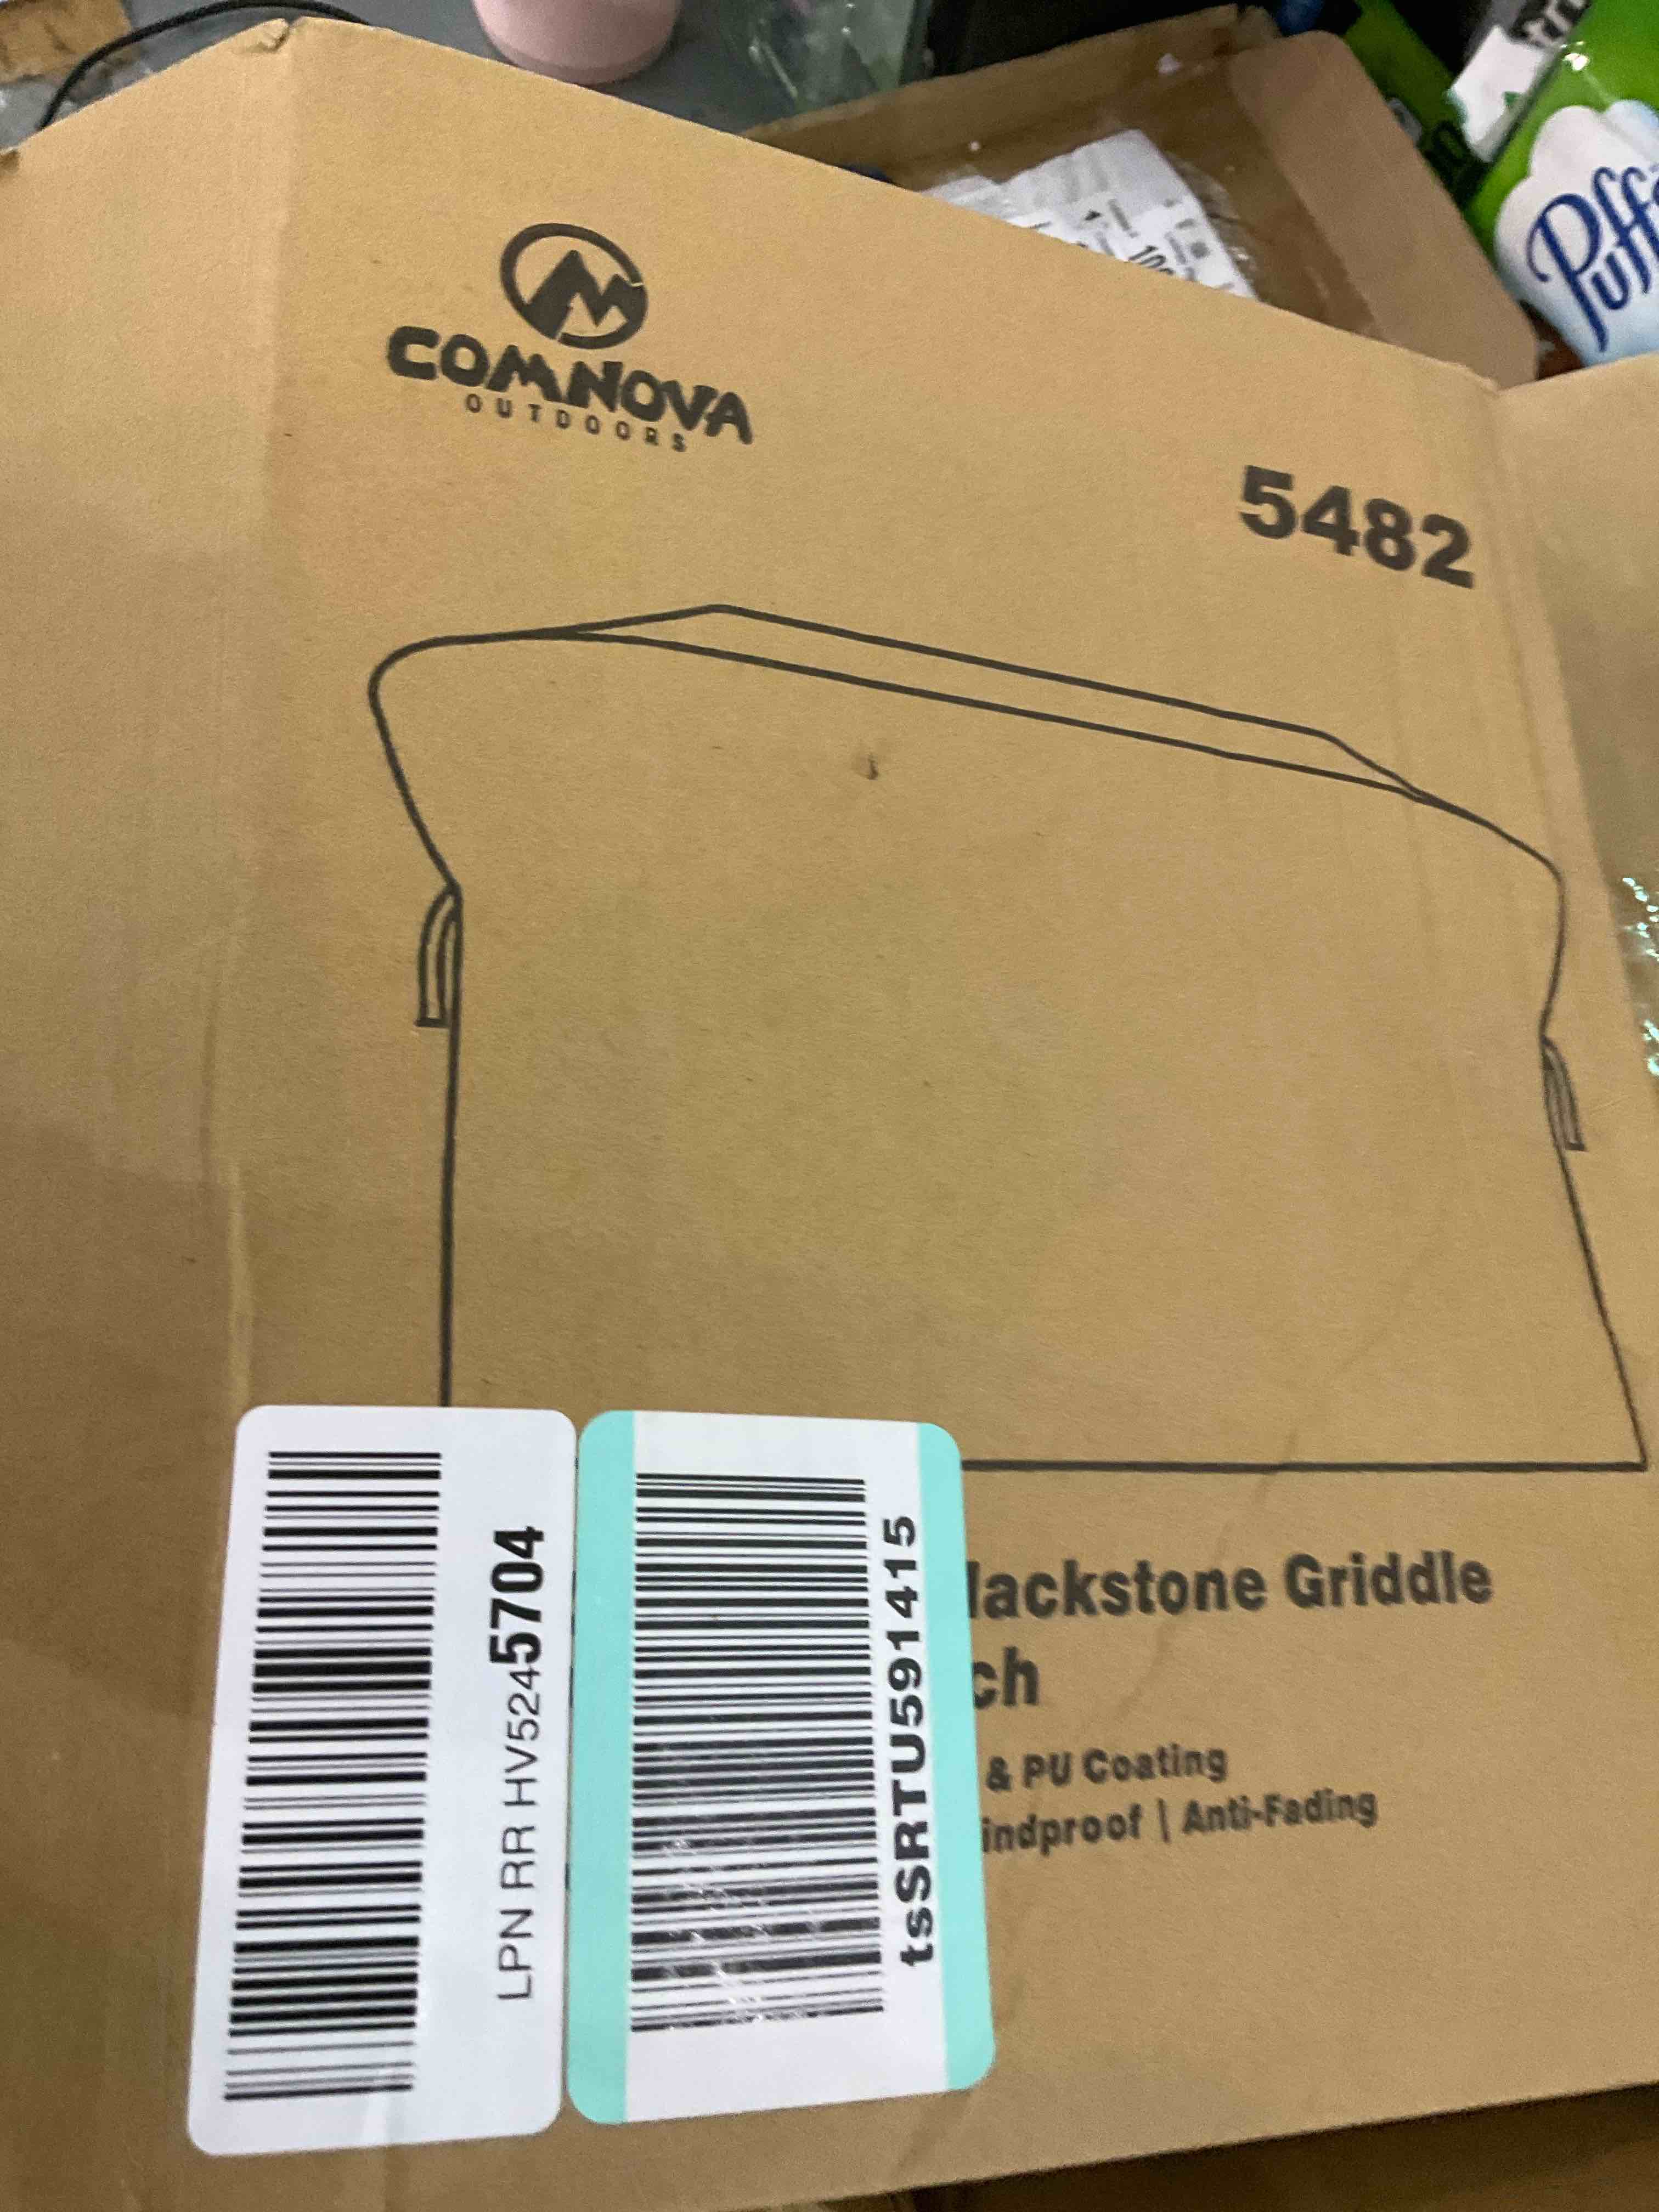 Puff
COMNOVA
OUTDOORS
5482
lackstone Griddle
ch
& PU Coating
indproof | Anti-Fading
LPN RR HV5245704
tsSRTU591415